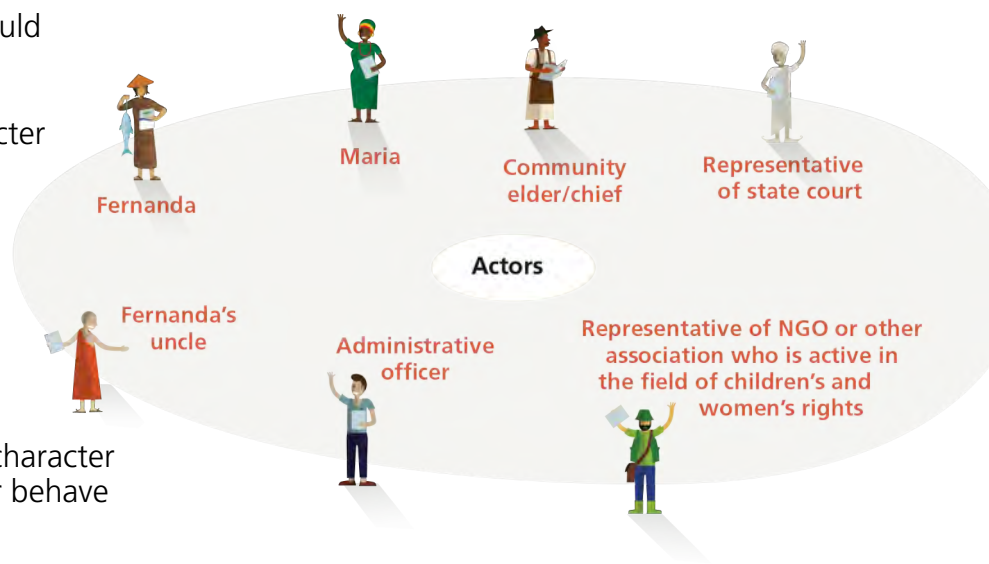 ould
cter
Fernanda
Maria
Community
elder/chief
Representative
of state court
Actors
Fernanda’s
uncle
Administrative
officer
Representative of NGO or other
association who is active in
the field of children’s and
women’s rights
character
r behave